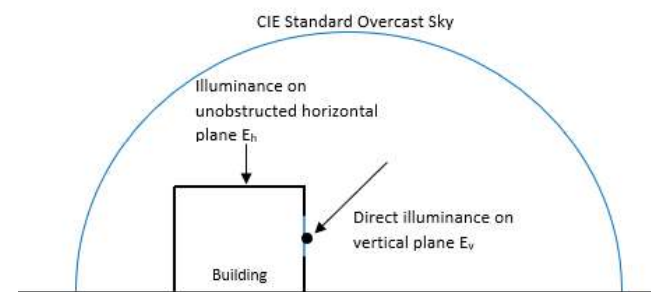 CIE Standard Overcast Sky
Illuminance on
unobstructed horizontal
plane Eₕ
Direct illuminance on
vertical plane Eᵥ
Building